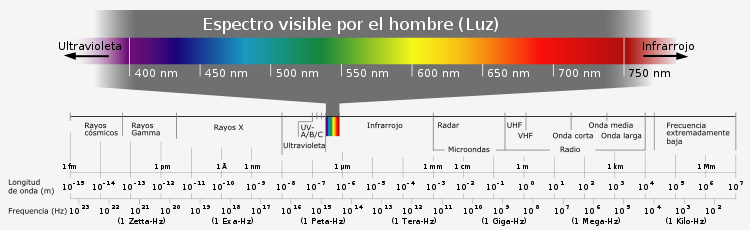 Espectro visible por el hombre (Luz)
Ultravioleta
Infrarrojo
400 nm 450 nm 500 nm 550 nm 600 nm 650 nm 700 nm 750 nm
Rayos
cósmicos
Rayos
Gamma
Rayos X
UV-
A/B/C
Ultravioleta
Infrarrojo
Radar
Microondas
UHF
VHF
Onda media
Onda corta Onda larga
Radio
Frecuencia
extremadamente
baja
1 fm 1 pm 1 Å 1 nm 1 µm 1 mm 1 cm 1 m 1 km 1 Mm
Longitud
de onda (m)
10⁻¹⁵ 10⁻¹⁴ 10⁻¹³ 10⁻¹² 10⁻¹¹ 10⁻¹⁰ 10⁻⁹ 10⁻⁸ 10⁻⁷ 10⁻⁶ 10⁻⁵ 10⁻⁴ 10⁻³ 10⁻² 10⁻¹ 10⁰ 10¹ 10² 10³ 10⁴ 10⁵ 10⁶ 10⁷
Frecuencia (Hz)
10²³ 10²² 10²¹ 10²⁰ 10¹⁹ 10¹⁸ 10¹⁷ 10¹⁶ 10¹⁵ 10¹⁴ 10¹³ 10¹² 10¹¹ 10¹⁰ 10⁹ 10⁸ 10⁷ 10⁶ 10⁵ 10⁴ 10³ 10²
(1 Zetta-Hz) (1 Exa-Hz) (1 Peta-Hz) (1 Tera-Hz) (1 Giga-Hz) (1 Mega-Hz) (1 Kilo-Hz)